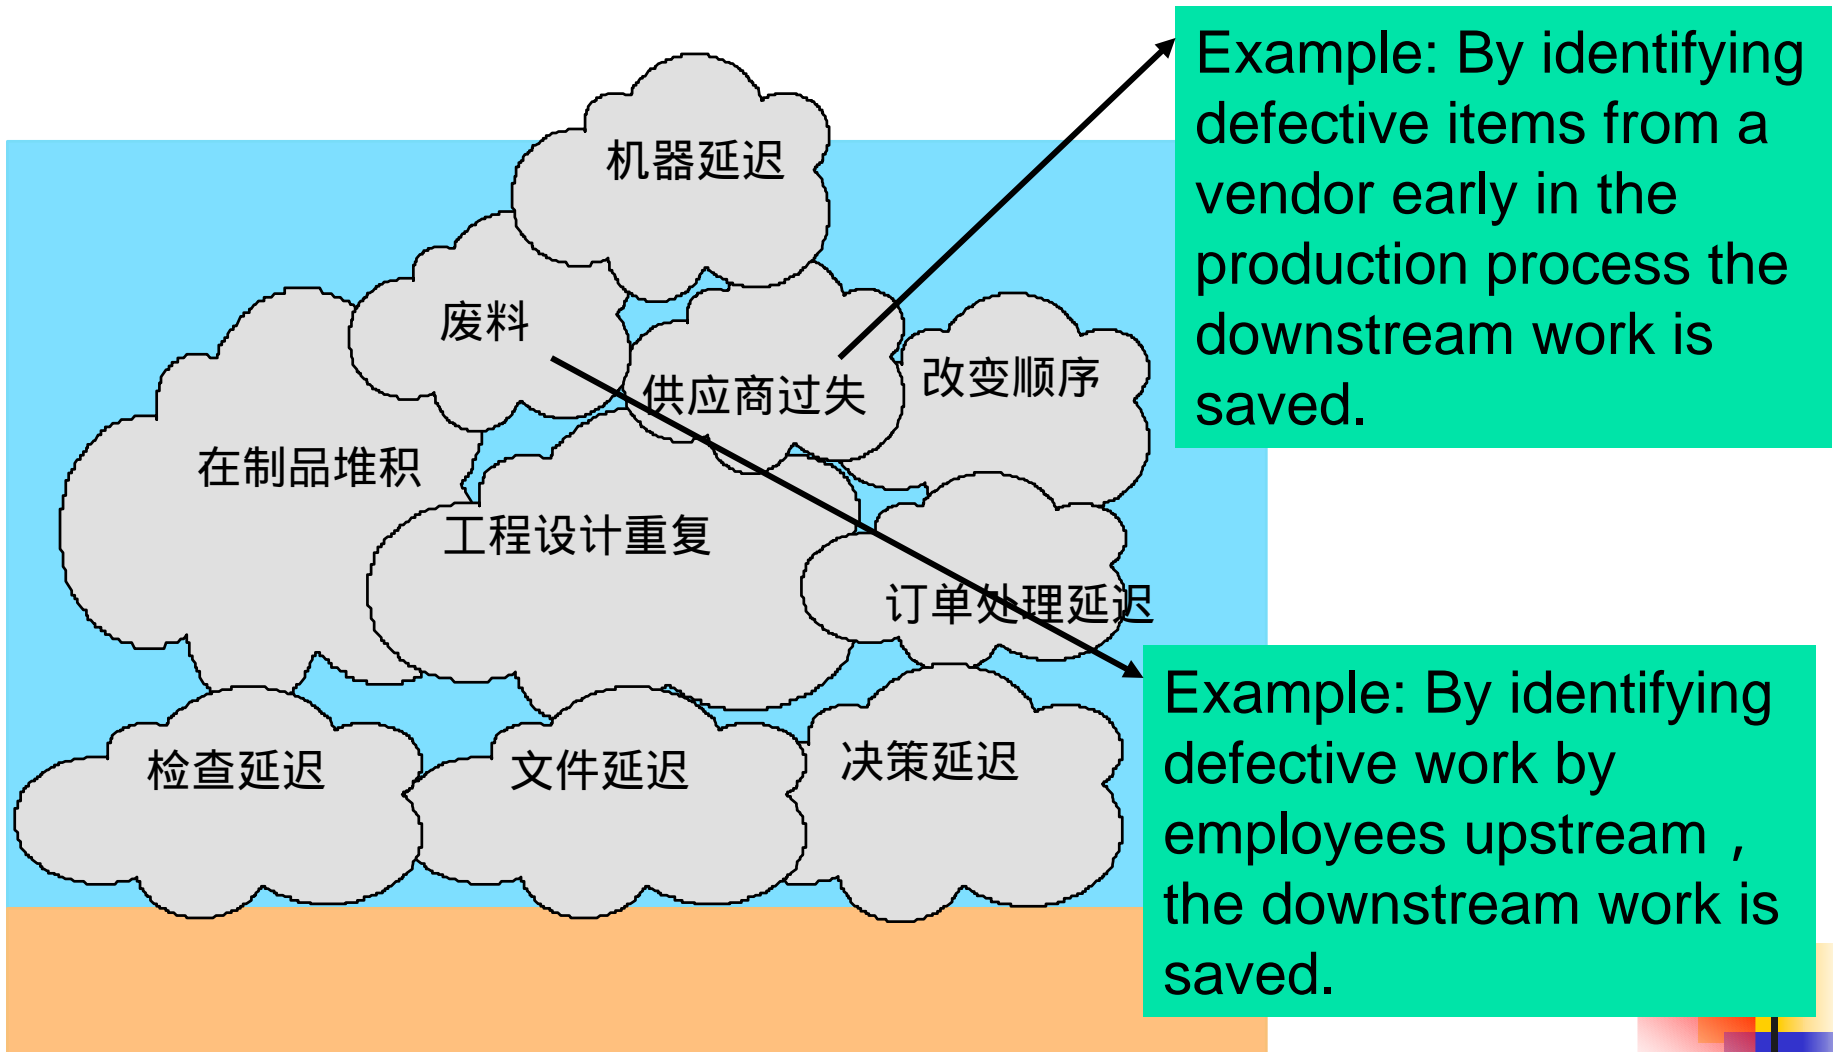 Example: By identifying
defective items from a
vendor early in the
production process the
downstream work is
saved.
机器延迟
废料
供应商过失
改变顺序
在制品堆积
工程设计重复
订单处理延迟
检查延迟
文件延迟
决策延迟
Example: By identifying
defective work by
employees upstream，
the downstream work is
saved.